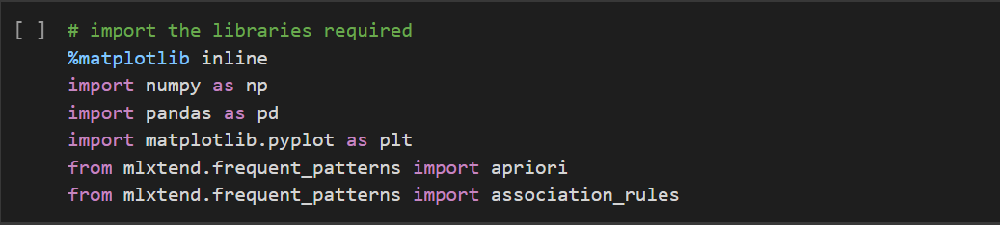 [ ] # import the libraries required
%matplotlib inline
import numpy as np
import pandas as pd
import matplotlib.pyplot as plt
from mlxtend.frequent_patterns import apriori
from mlxtend.frequent_patterns import association_rules